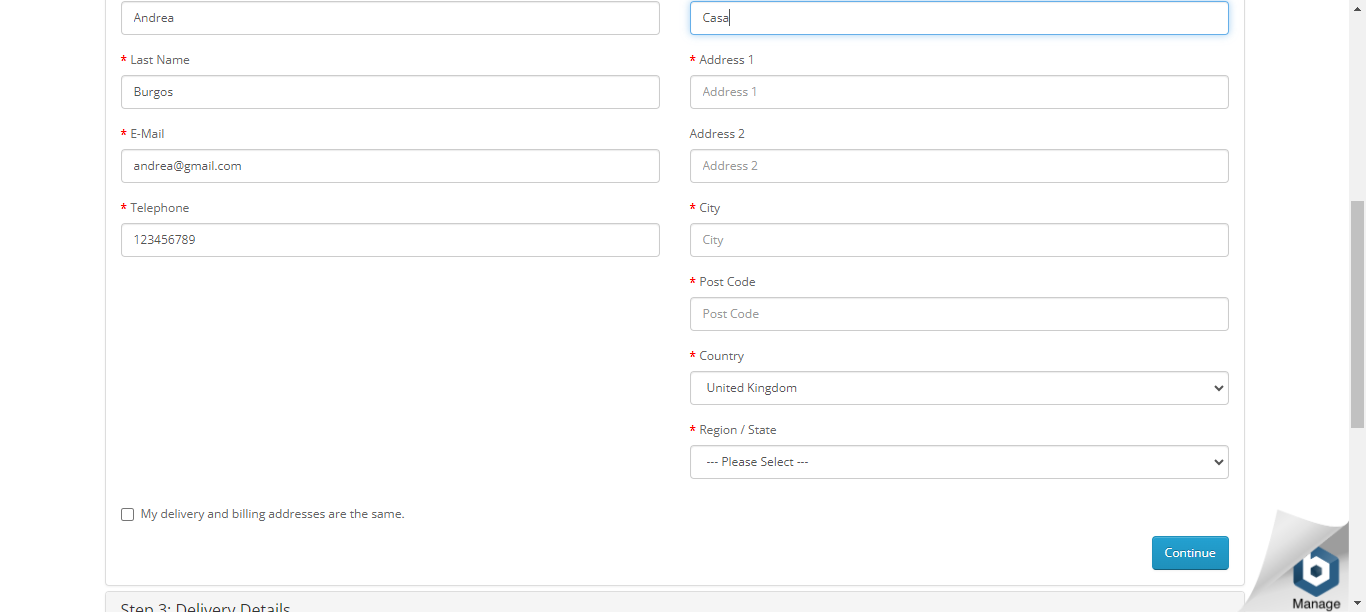 Andrea
* Last Name
Burgos
* E-Mail
andrea@gmail.com
* Telephone
123456789
Casa
* Address 1
Address 1
Address 2
Address 2
* City
City
* Post Code
Post Code
* Country
United Kingdom
* Region / State
--- Please Select ---
My delivery and billing addresses are the same.
Continue
Step 3: Delivery Details
b
Manage